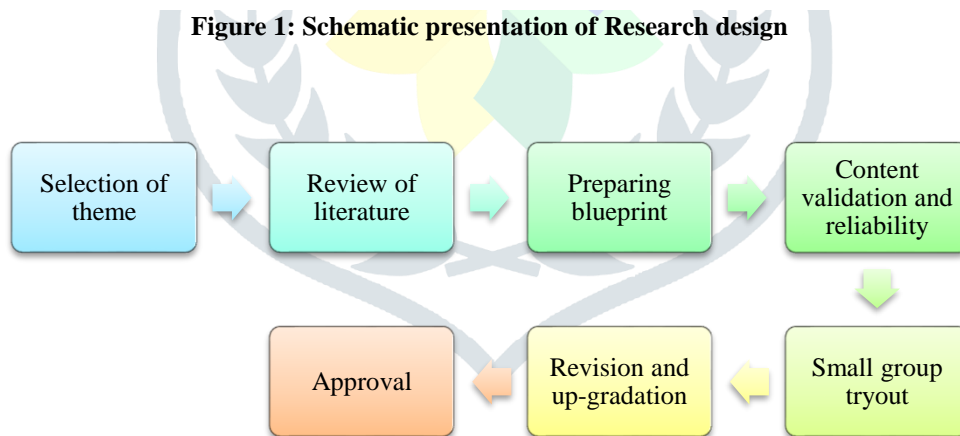 Figure 1: Schematic presentation of Research design
Selection of
theme
Review of
literature
Preparing
blueprint
Content
validation and
reliability
Small group
tryout
Revision and
up-gradation
Approval